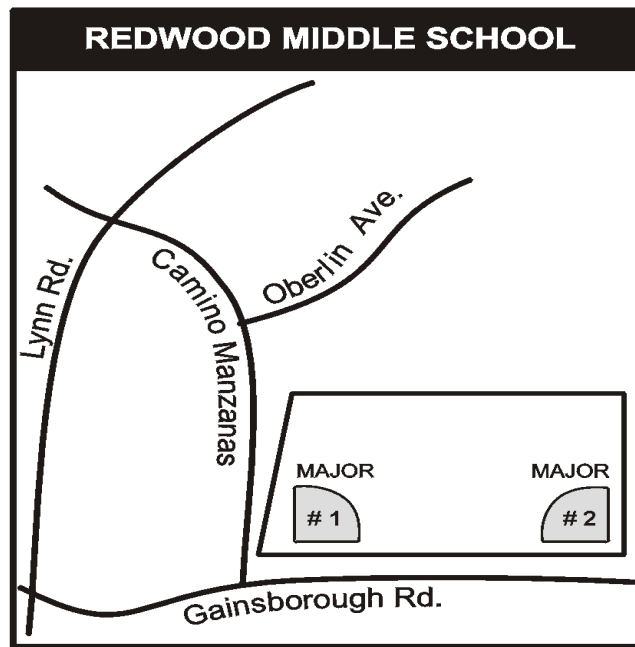 REDWOOD MIDDLE SCHOOL
Lynn Rd.
Camino Manzanas
Oberlin Ave.
MAJOR
# 1
MAJOR
# 2
Gainsborough Rd.